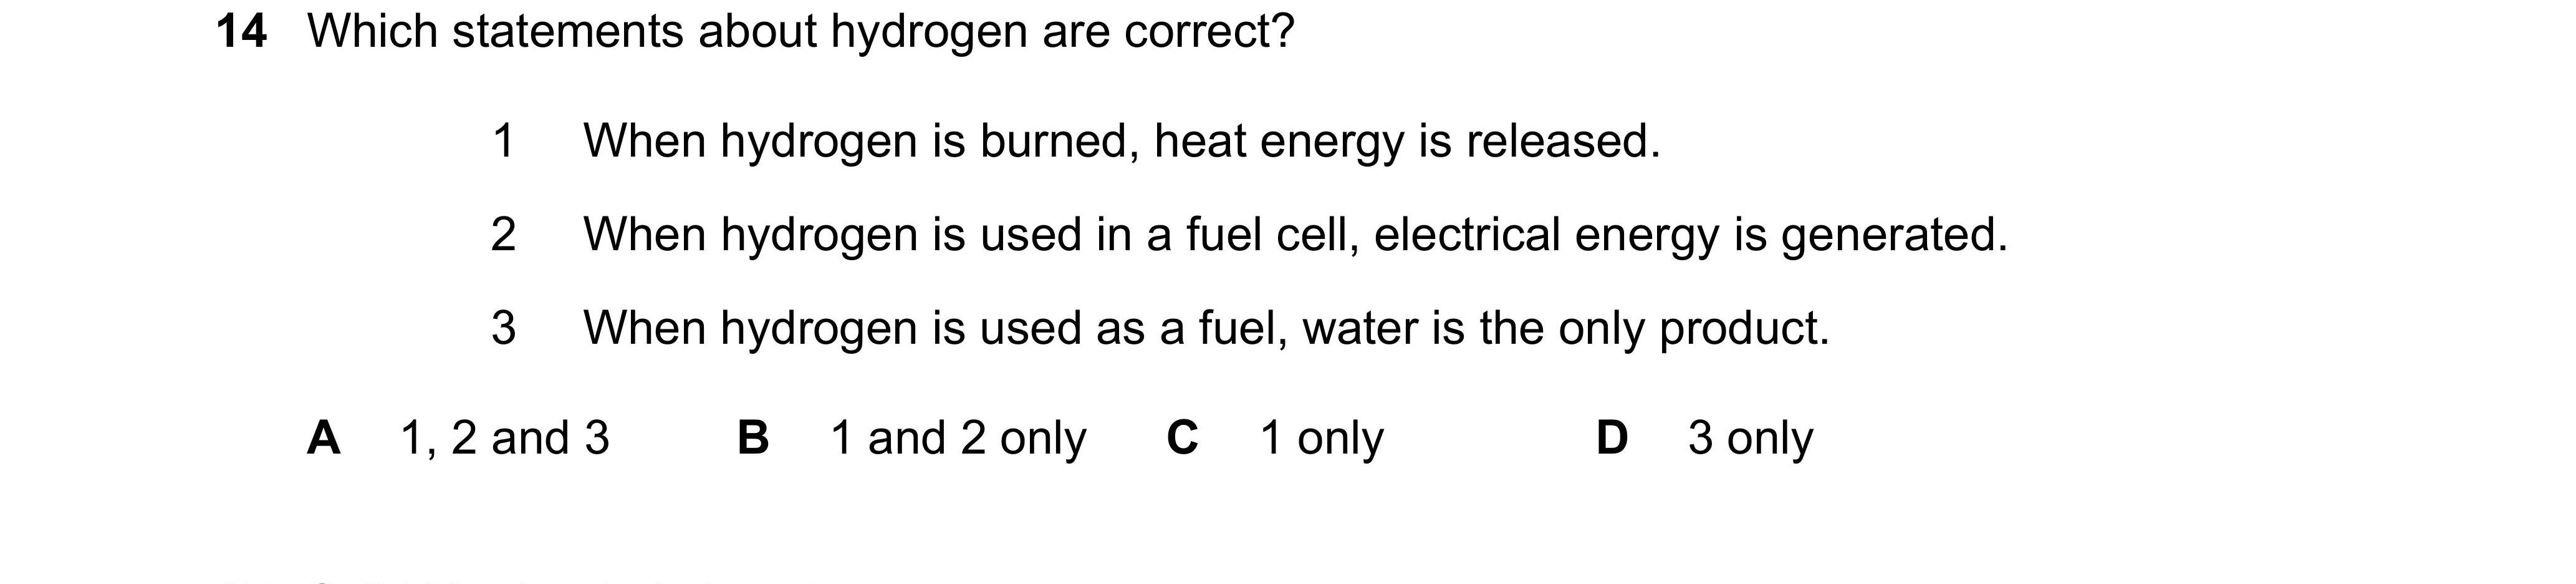 14 Which statements about hydrogen are correct?
1 When hydrogen is burned, heat energy is released.
2 When hydrogen is used in a fuel cell, electrical energy is generated.
3 When hydrogen is used as a fuel, water is the only product.
A 1, 2 and 3 B 1 and 2 only C 1 only D 3 only